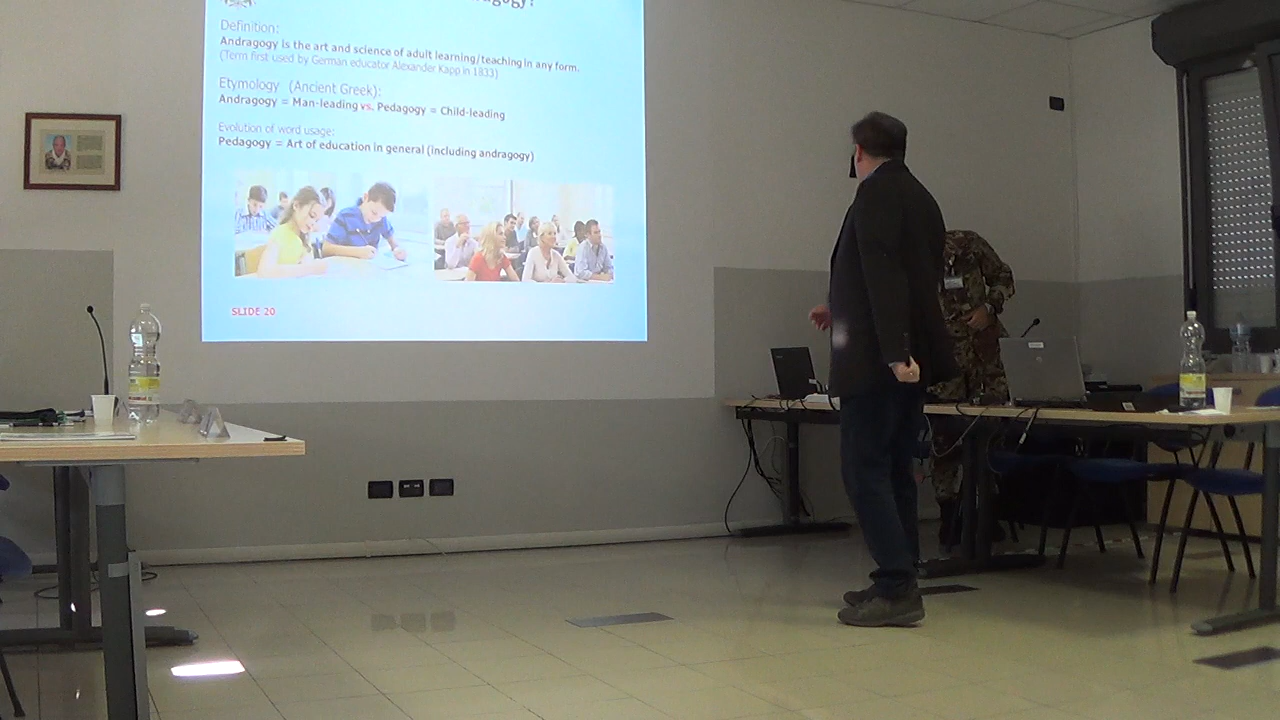 Definition:
Andragogy is the art and science of adult learning/teaching in any form.
(Term first used by German educator Alexander Kapp in 1833)
Etymology (Ancient Greek):
Andragogy = Man-leading vs. Pedagogy = Child-leading
Evolution of word usage:
Pedagogy = Art of education in general (including andragogy)
SLIDE 20